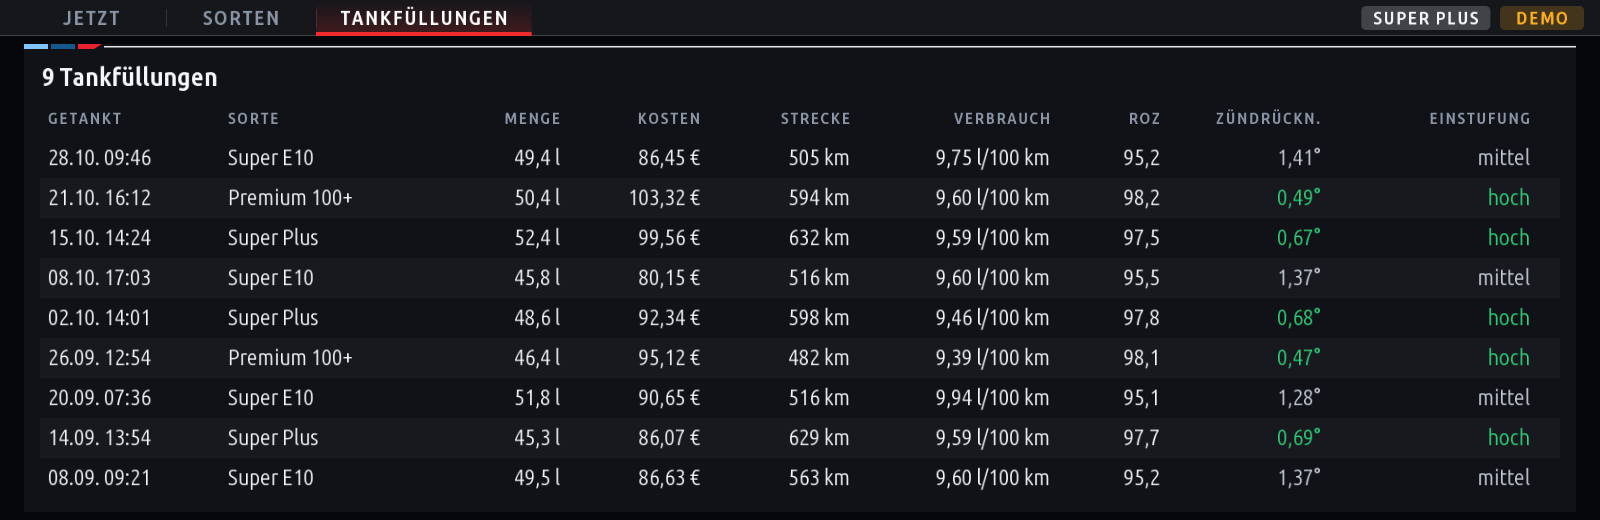 JETZT SORTEN TANKFÜLLUNGEN SUPER PLUS DEMO
9 Tankfüllungen
GETANKT SORTE MENGE KOSTEN STRECKE VERBRAUCH ROZ ZÜNDRÜCKN. EINSTUFUNG
28.10. 09:46 Super E10 49,4 l 86,45 € 505 km 9,75 l/100 km 95,2 1,41° mittel
21.10. 16:12 Premium 100+ 50,4 l 103,32 € 594 km 9,60 l/100 km 98,2 0,49° hoch
15.10. 14:24 Super Plus 52,4 l 99,56 € 632 km 9,59 l/100 km 97,5 0,67° hoch
08.10. 17:03 Super E10 45,8 l 80,15 € 516 km 9,60 l/100 km 95,5 1,37° mittel
02.10. 14:01 Super Plus 48,6 l 92,34 € 598 km 9,46 l/100 km 97,8 0,68° hoch
26.09. 12:54 Premium 100+ 46,4 l 95,12 € 482 km 9,39 l/100 km 98,1 0,47° hoch
20.09. 07:36 Super E10 51,8 l 90,65 € 516 km 9,94 l/100 km 95,1 1,28° mittel
14.09. 13:54 Super Plus 45,3 l 86,07 € 629 km 9,59 l/100 km 97,7 0,69° hoch
08.09. 09:21 Super E10 49,5 l 86,63 € 563 km 9,60 l/100 km 95,2 1,37° mittel